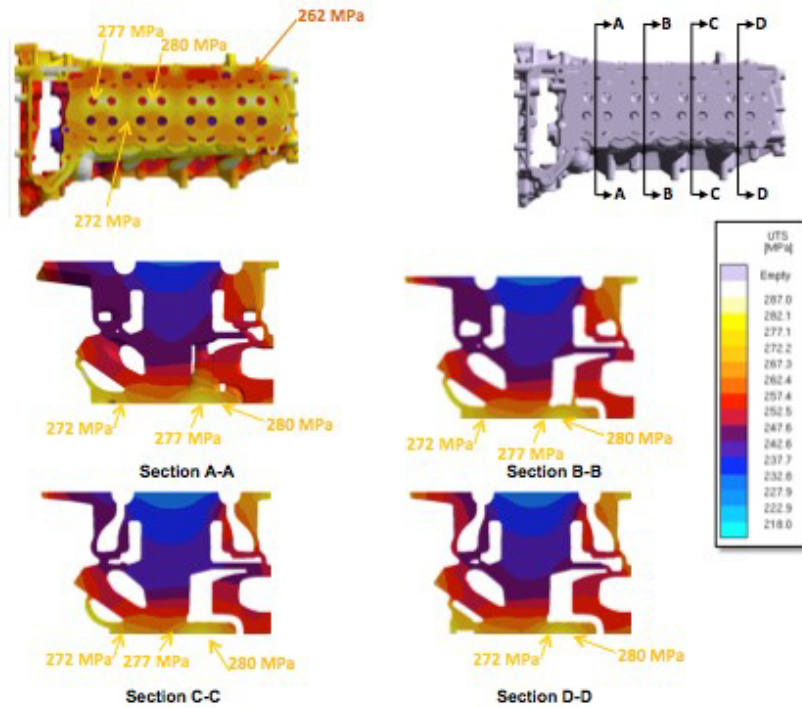 277 MPa
280 MPa
262 MPa
272 MPa
A B C D
A B C D
UTS
[MPa]
Empty
287.0
282.1
277.1
272.2
267.3
262.4
257.4
252.5
247.6
242.6
237.7
232.8
227.9
222.9
218.0
272 MPa
277 MPa
280 MPa
Section A-A
272 MPa
277 MPa
280 MPa
Section B-B
272 MPa
277 MPa
280 MPa
Section C-C
272 MPa
280 MPa
Section D-D